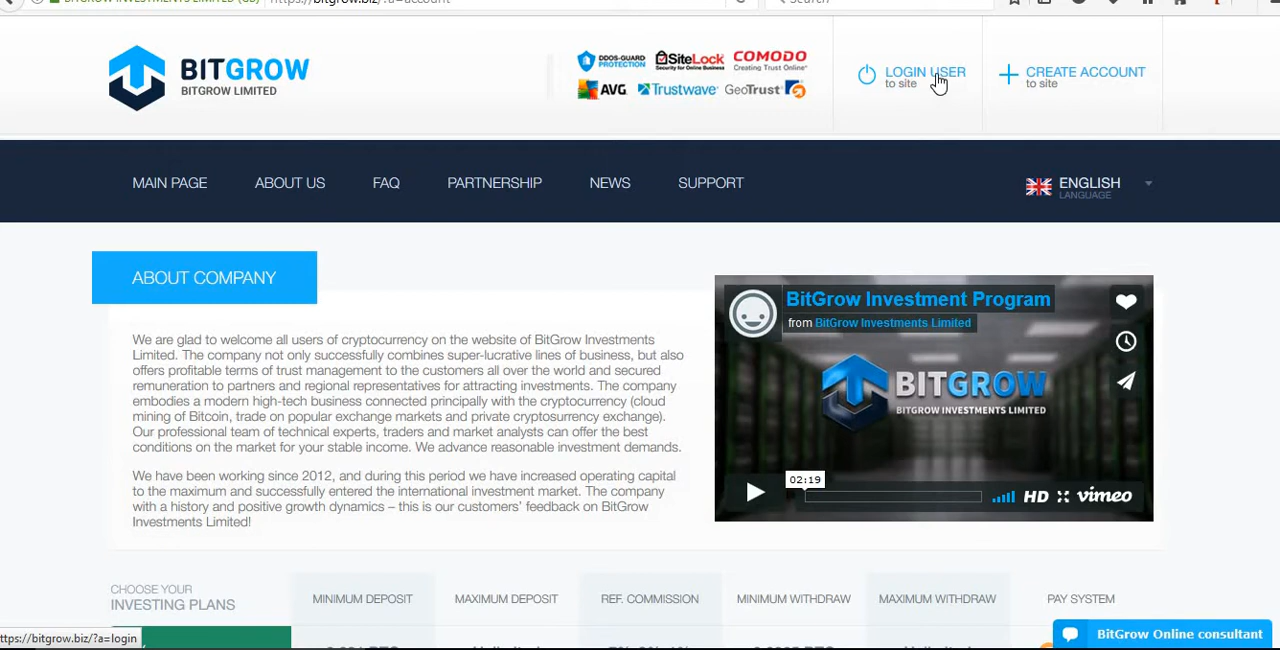 BITGROW
BITGROW LIMITED
DDOS-GUARD
PROTECTION
SiteLock
Security for Online Business
COMODO
Creating Trust Online®
AVG.
Trustwave®
GeoTrust
LOGIN USER
to site
CREATE ACCOUNT
to site
MAIN PAGE
ABOUT US
FAQ
PARTNERSHIP
NEWS
SUPPORT
ENGLISH
LANGUAGE
ABOUT COMPANY
We are glad to welcome all users of cryptocurrency on the website of BitGrow Investments
Limited. The company not only successfully combines super-lucrative lines of business, but also
offers profitable terms of trust management to the customers all over the world and secured
remuneration to partners and regional representatives for attracting investments. The company
embodies a modern high-tech business connected principally with the cryptocurrency (cloud
mining of Bitcoin, trade on popular exchange markets and private cryptosurrency exchange).
Our professional team of technical experts, traders and market analysts can offer the best
conditions on the market for your stable income. We advance reasonable investment demands.
We have been working since 2012, and during this period we have increased operating capital
to the maximum and successfully entered the international investment market. The company
with a history and positive growth dynamics – this is our customers' feedback on BitGrow
Investments Limited!
BitGrow Investment Program
from BitGrow Investments Limited
BITGROW
BITGROW INVESTMENTS LIMITED
02:19
HD
vimeo
CHOOSE YOUR
INVESTING PLANS
MINIMUM DEPOSIT
MAXIMUM DEPOSIT
REF. COMMISSION
MINIMUM WITHDRAW
MAXIMUM WITHDRAW
PAY SYSTEM
ttps://bitgrow.biz/?a=login
BitGrow Online consultant